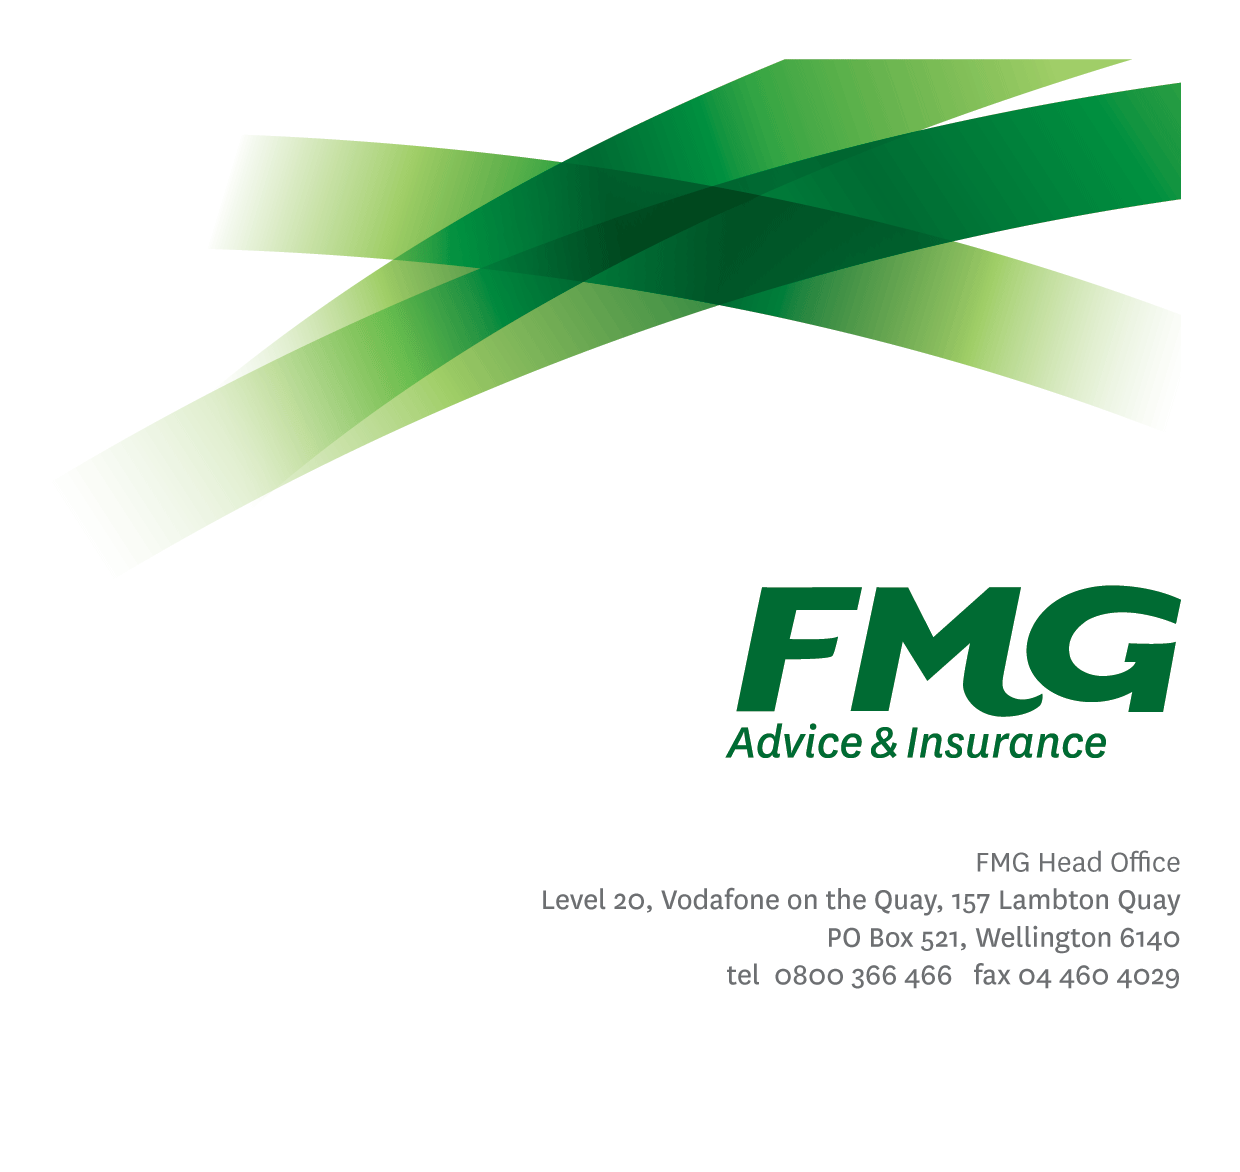 FMG
Advice & Insurance
FMG Head Office
Level 20, Vodafone on the Quay, 157 Lambton Quay
PO Box 521, Wellington 6140
tel 0800 366 466 fax 04 460 4029